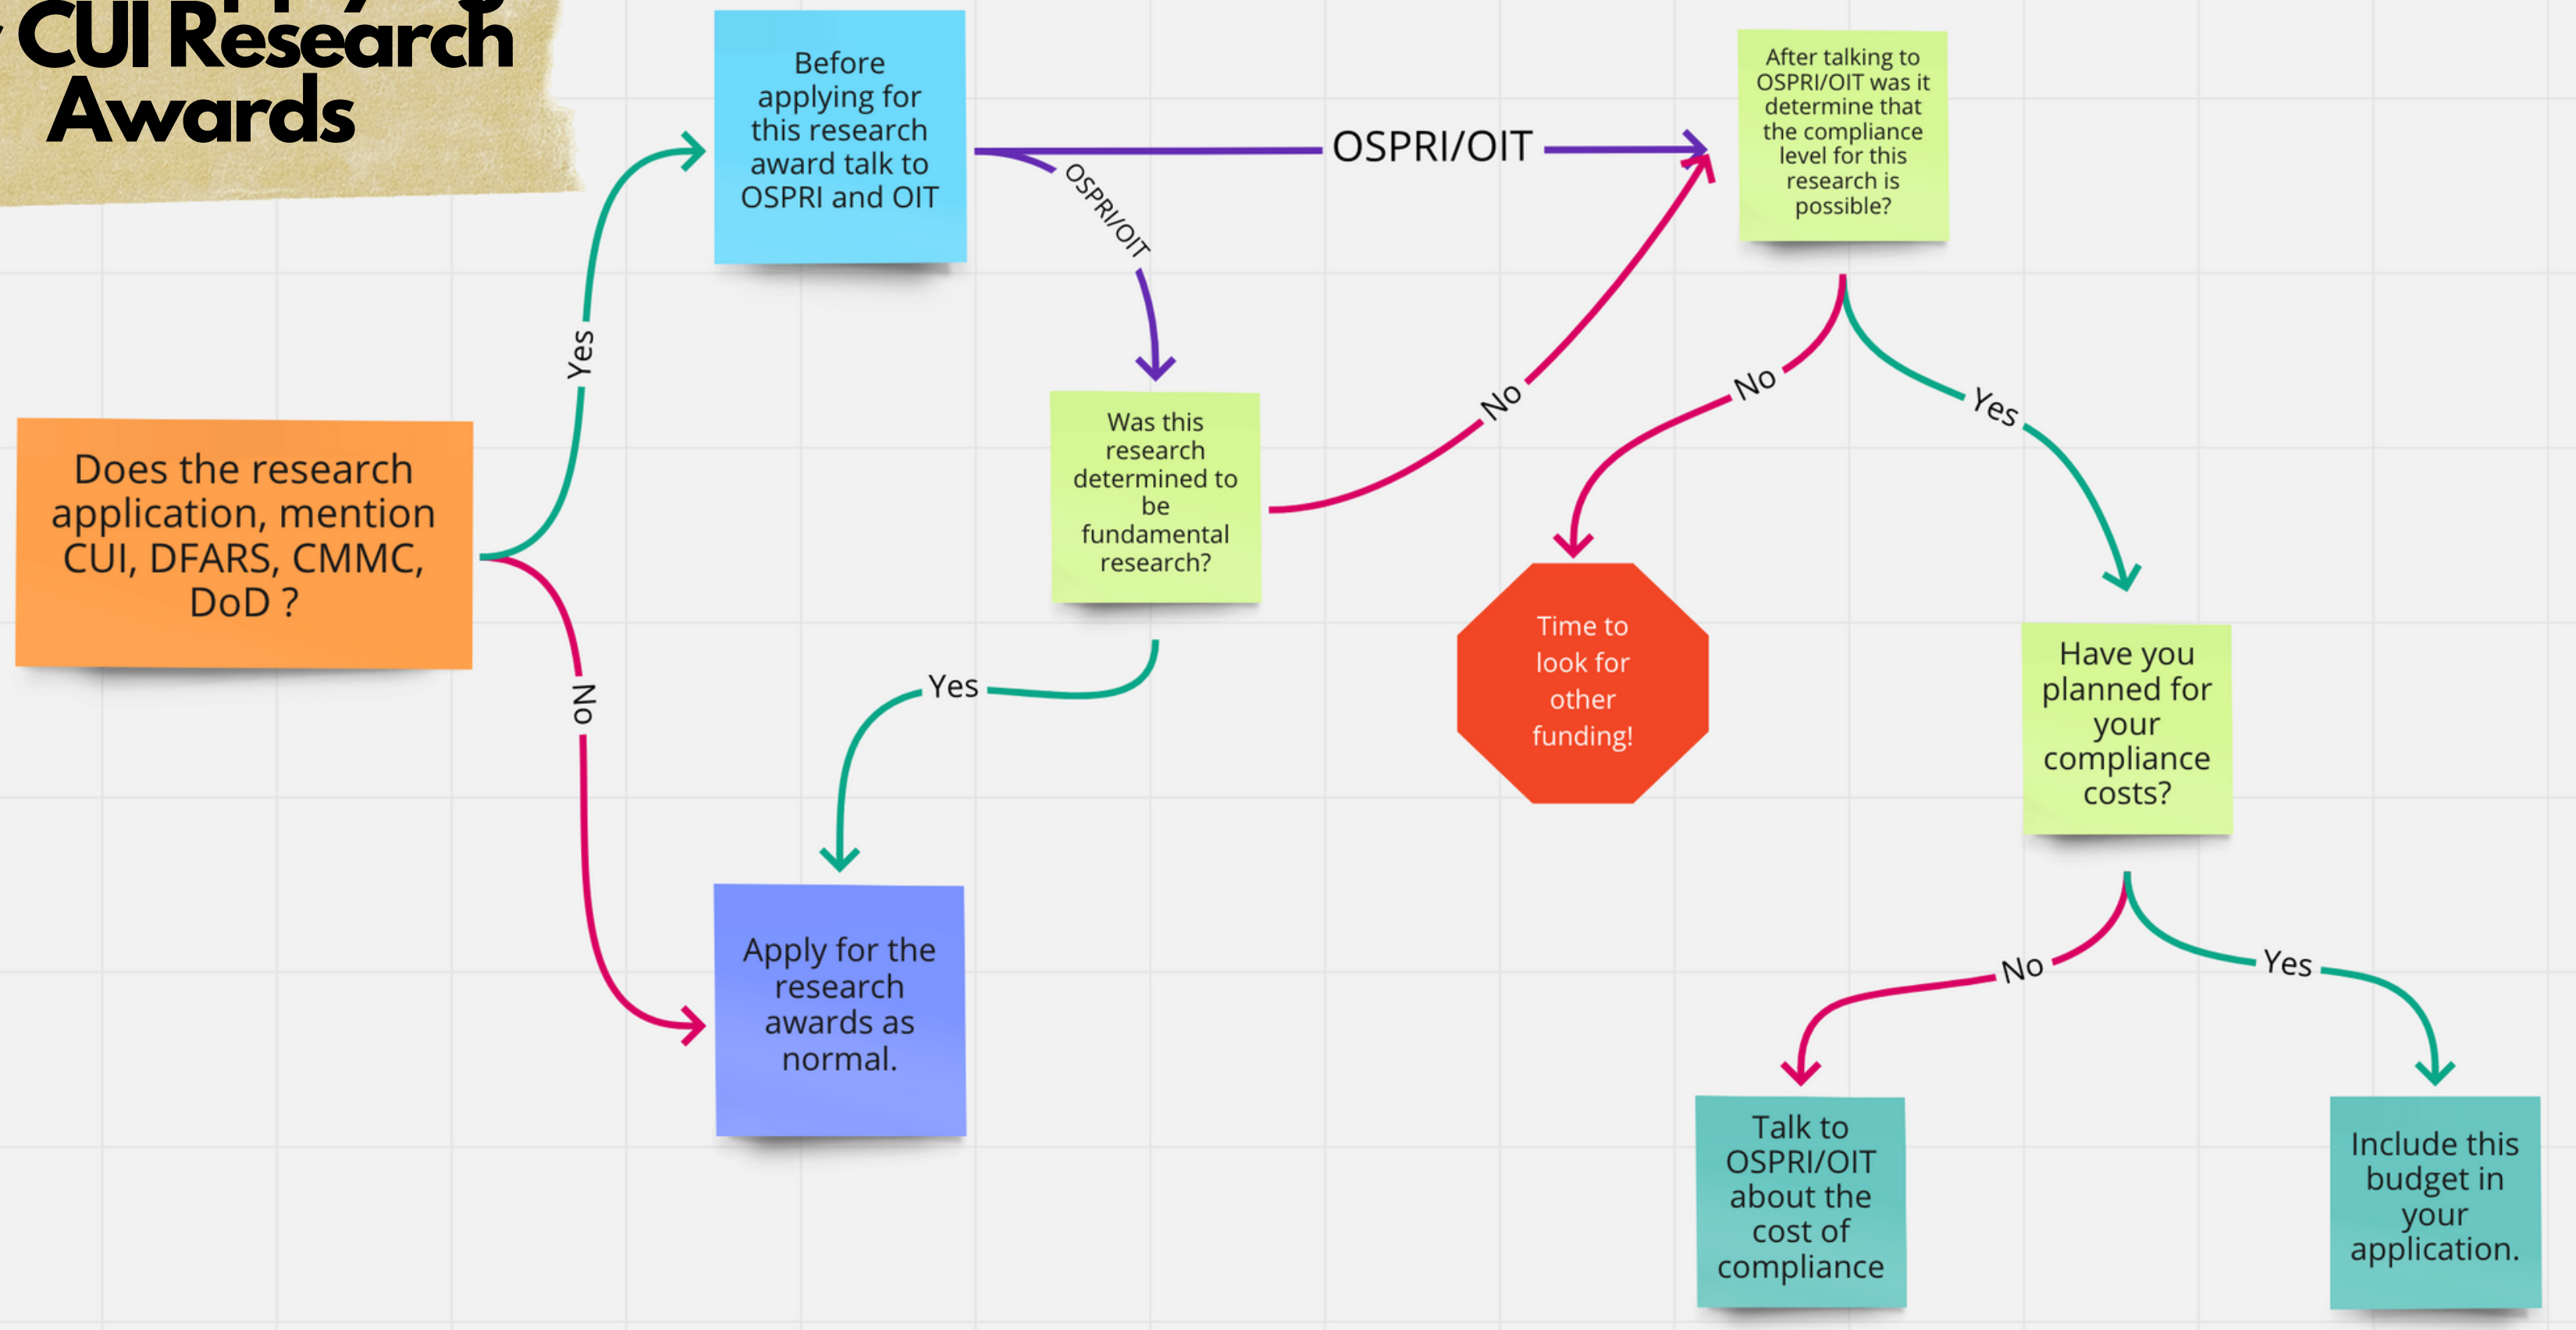 CUI Research
Awards
Before
applying for
this research
award talk to
OSPRI and OIT
OSPRI/OIT
After talking to
OSPRI/OIT was it
determine that
the compliance
level for this
research is
possible?
OSPRI/OIT
Yes
No
No
Yes
Does the research
application, mention
CUI, DFARS, CMMC,
DoD ?
Was this
research
determined to
be
fundamental
research?
Time to
look for
other
funding!
Have you
planned for
your
compliance
costs?
No
Yes
Apply for the
research
awards as
normal.
No
Yes
Talk to
OSPRI/OIT
about the
cost of
compliance
Include this
budget in
your
application.